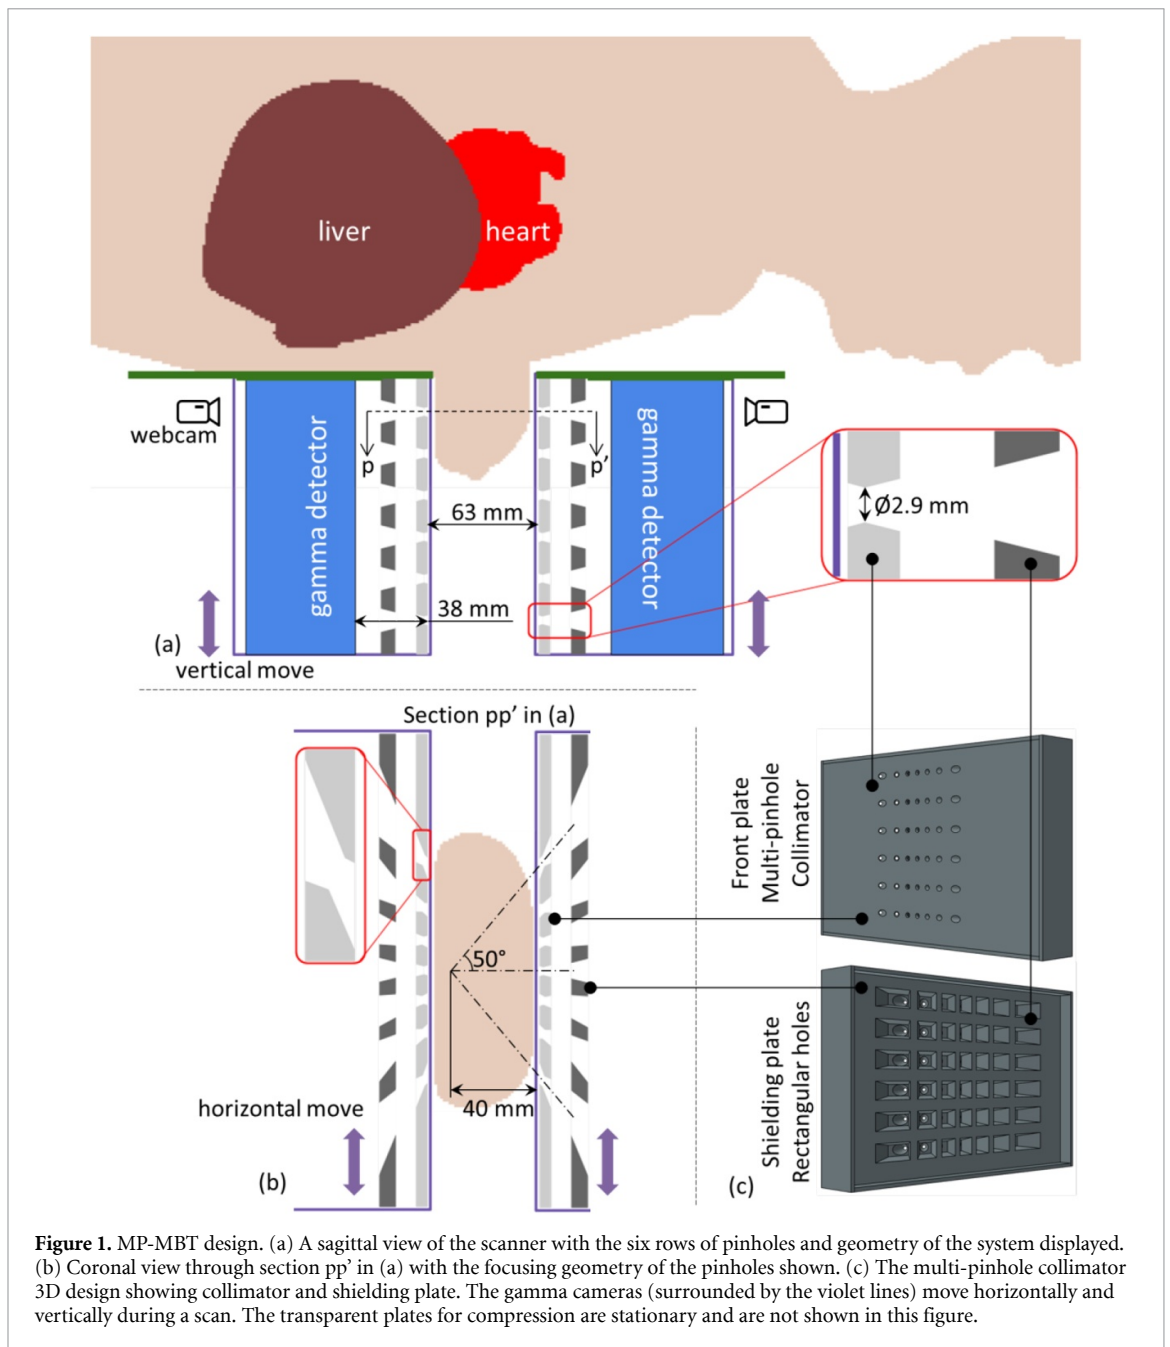 liver
heart
webcam
gamma detector
gamma detector
p
p’
63 mm
Ø2.9 mm
38 mm
(a)
vertical move
Section pp’ in (a)
50°
40 mm
horizontal move
(b)
Front plate
Multi-pinhole
Collimator
Shielding plate
Rectangular holes
(c)
Figure 1. MP-MBT design. (a) A sagittal view of the scanner with the six rows of pinholes and geometry of the system displayed.
(b) Coronal view through section pp’ in (a) with the focusing geometry of the pinholes shown. (c) The multi-pinhole collimator
3D design showing collimator and shielding plate. The gamma cameras (surrounded by the violet lines) move horizontally and
vertically during a scan. The transparent plates for compression are stationary and are not shown in this figure.